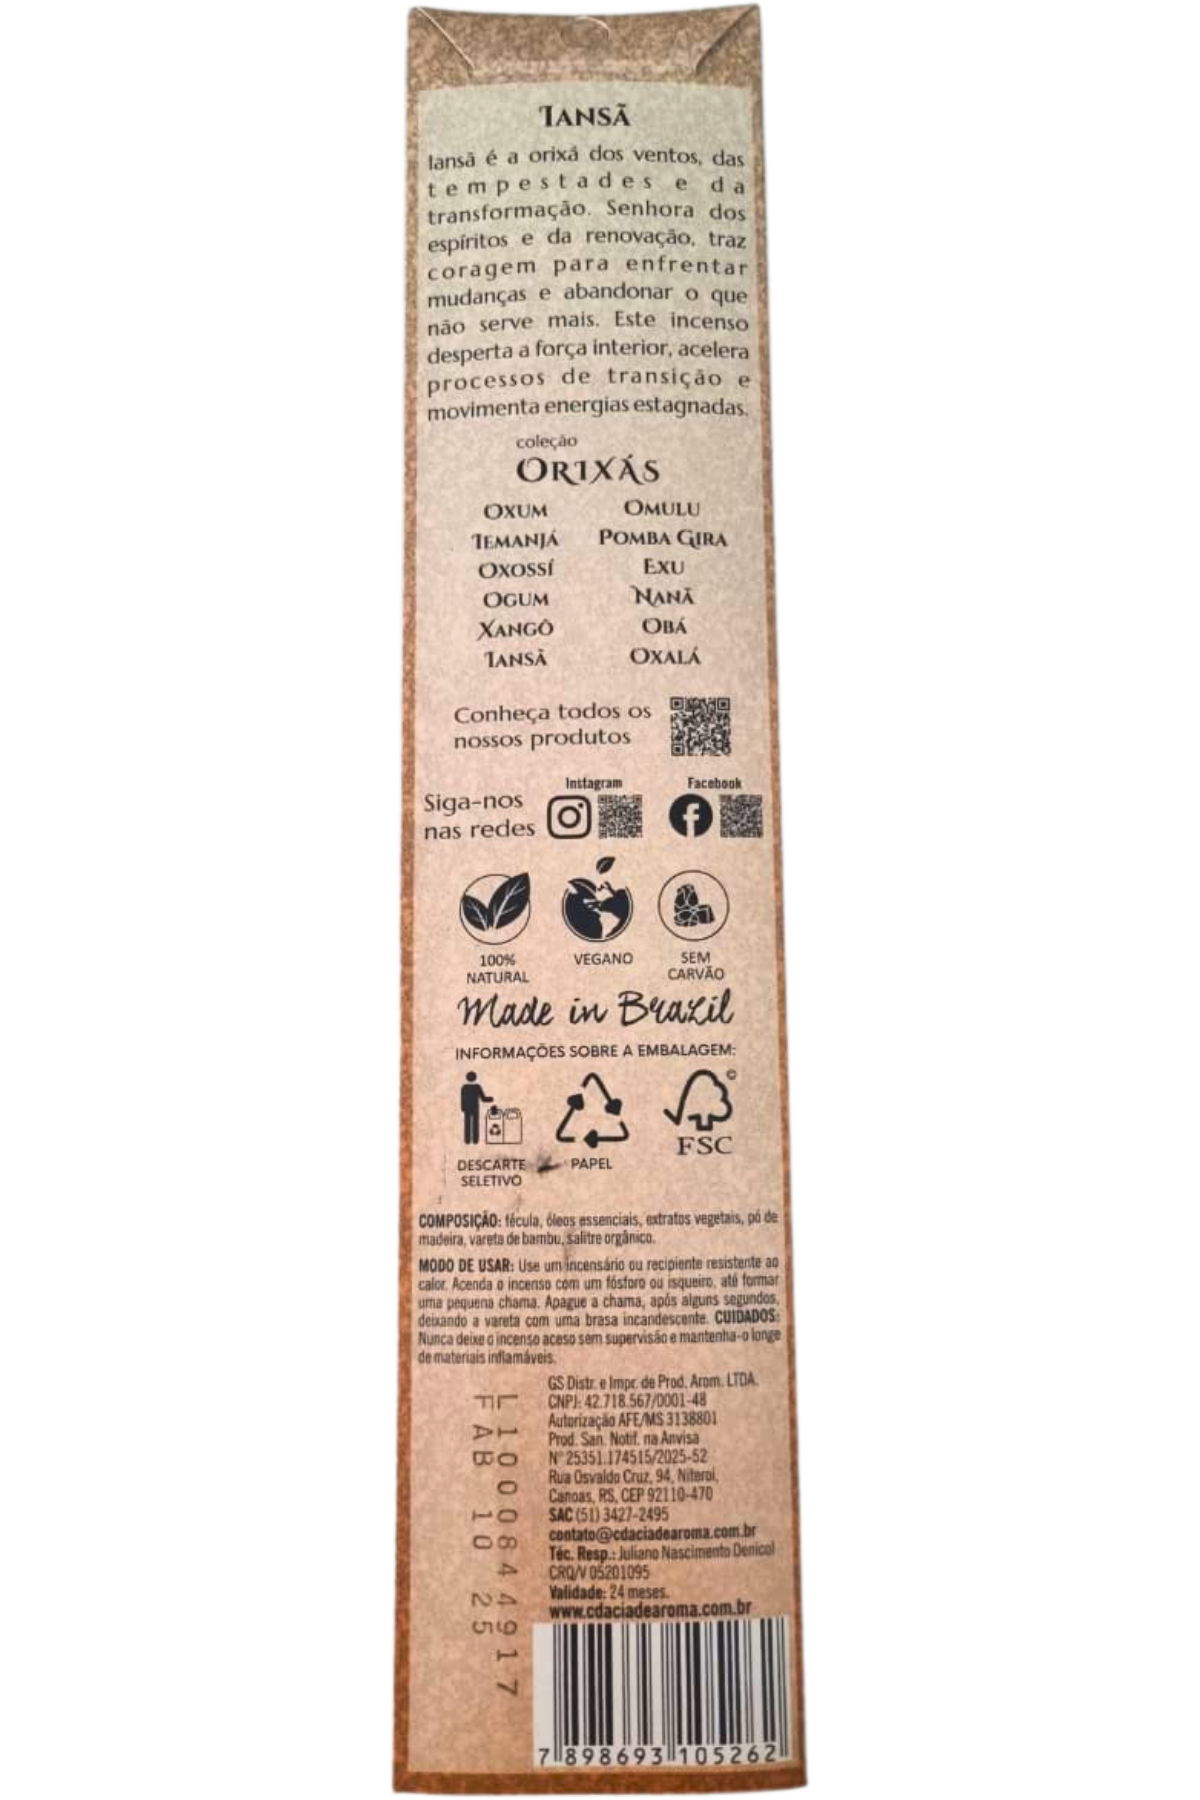 IANSÃ
Iansã é a orixá dos ventos, das
tempestades e da
transformação. Senhora dos
espíritos e da renovação, traz
coragem para enfrentar
mudanças e abandonar o que
não serve mais. Este incenso
desperta a força interior, acelera
processos de transição e
movimenta energias estagnadas.
coleção
ORIXÁS
OXUM OMULU
IEMANJÁ POMBA GIRA
OXOSSÍ EXU
OGUM NANÃ
XANGÔ OBÁ
IANSÃ OXALÁ
Conheça todos os
nossos produtos
Instagram Facebook
Siga-nos
nas redes
100%
NATURAL
VEGANO
SEM
CARVÃO
Made in Brazil
INFORMAÇÕES SOBRE A EMBALAGEM:
DESCARTE
SELETIVO
PAPEL
©
FSC
COMPOSIÇÃO: fécula, óleos essenciais, extratos vegetais, pó de
madeira, vareta de bambu, salitre orgânico.
MODO DE USAR: Use um incensário ou recipiente resistente ao
calor. Acenda o incenso com um fósforo ou isqueiro, até formar
uma pequena chama. Apague a chama, após alguns segundos,
deixando a vareta com uma brasa incandescente. CUIDADOS:
Nunca deixe o incenso aceso sem supervisão e mantenha-o longe
de materiais inflamáveis.
GS Distr. e Impr. de Prod. Arom. LTDA.
CNPJ: 42.718.567/0001-48
Autorização AFE/MS 3138801
Prod. San. Notif. na Anvisa
N° 25351.174515/2025-52
Rua Osvaldo Cruz, 94, Niteroi,
Canoas, RS, CEP 92110-470
SAC (51) 3427-2495
contato@cdaciadearoma.com.br
Téc. Resp.: Juliano Nascimento Denicol
CRQ/V 05201095
Validade: 24 meses.
www.cdaciadearoma.com.br
L100844917
FAB 10 25
7 898693 105262